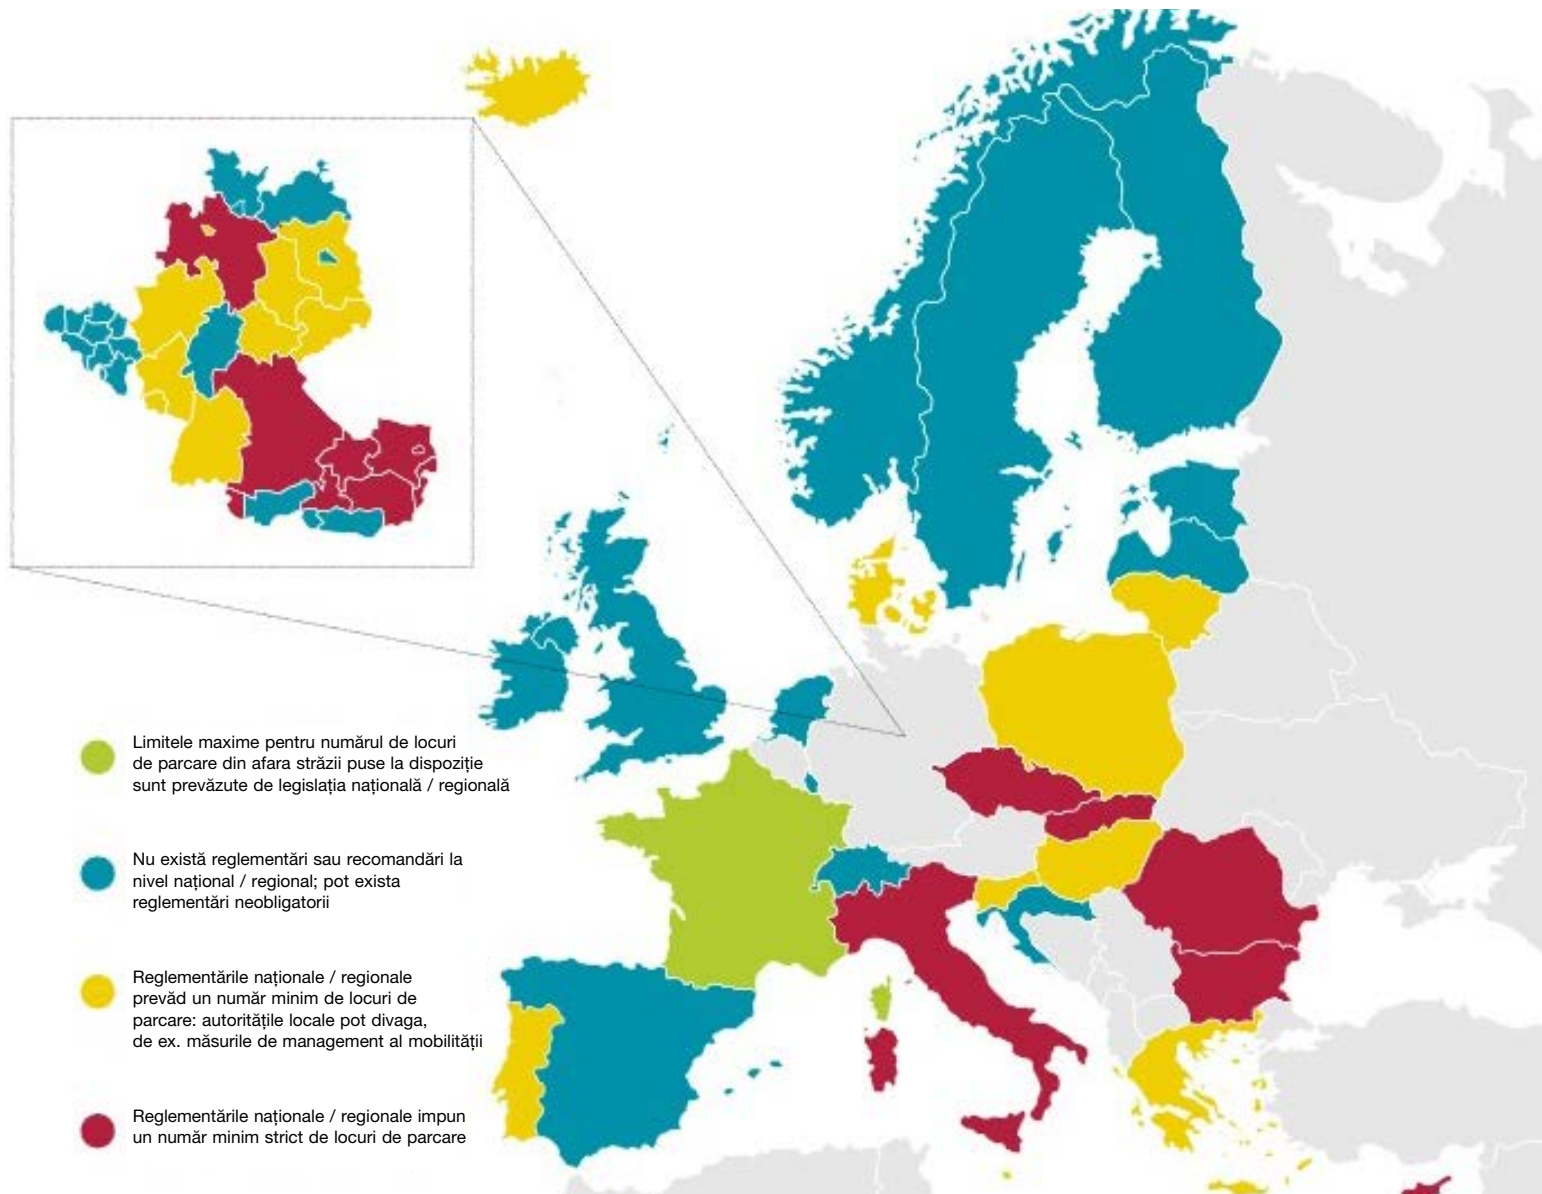 Limitele maxime pentru numărul de locuri
de parcare din afara străzii puse la dispoziție
sunt prevăzute de legislația națională / regională
Nu există reglementări sau recomandări la
nivel național / regional; pot exista
reglementări neobligatorii
Reglementările naționale / regionale
prevăd un număr minim de locuri de
parcare: autoritățile locale pot divaga,
de ex. măsurile de management al mobilității
Reglementările naționale / regionale impun
un număr minim strict de locuri de parcare